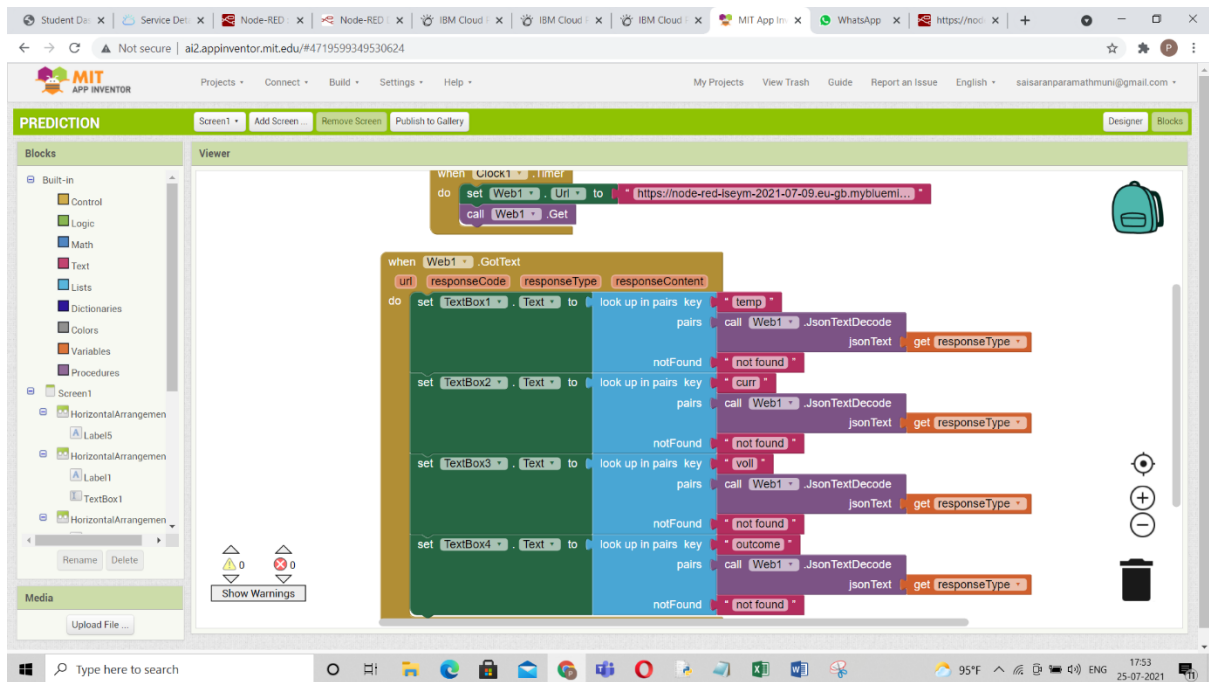 Student Da
Service Det
Node-RED :
Node-RED (
IBM Cloud F
IBM Cloud F
IBM Cloud F
MIT App In
WhatsApp
https://nod
Not secure | ai2.appinventor.mit.edu/#4719599349530624
P
MIT
APP INVENTOR
Projects Connect Build Settings Help
My Projects View Trash Guide Report an Issue English saisaranparamathmuni@gmail.com
PREDICTION
Screen1 Add Screen ... Remove Screen Publish to Gallery
Designer Blocks
Blocks
Viewer
Built-in
Control
Logic
Math
Text
Lists
Dictionaries
Colors
Variables
Procedures
Screen1
HorizontalArrangemen
Label5
HorizontalArrangemen
Label1
TextBox1
HorizontalArrangemen
Rename Delete
Media
Upload File ...
when Clock1 .Timer
do set Web1 . Url to " https://node-red-lseym-2021-07-09.eu-gb.mybluemi... "
call Web1 .Get
when Web1 .GotText
url responseCode responseType responseContent
do set TextBox1 . Text to look up in pairs key " temp "
pairs call Web1 .JsonTextDecode
jsonText get responseType
notFound " not found "
set TextBox2 . Text to look up in pairs key " curr "
pairs call Web1 .JsonTextDecode
jsonText get responseType
notFound " not found "
set TextBox3 . Text to look up in pairs key " voll "
pairs call Web1 .JsonTextDecode
jsonText get responseType
notFound " not found "
set TextBox4 . Text to look up in pairs key " outcome "
pairs call Web1 .JsonTextDecode
jsonText get responseType
notFound " not found "
0 0
Show Warnings
Type here to search
95°F ENG 17:53
25-07-2021